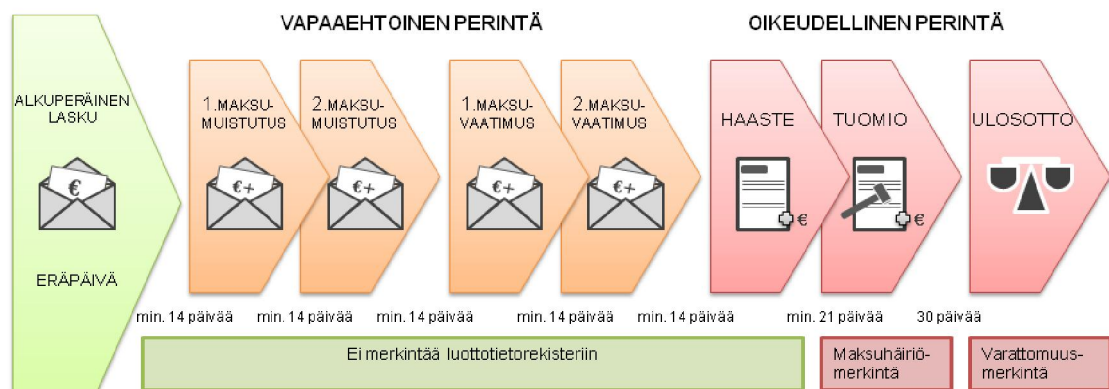 VAPAAEHTOINEN PERINTÄ
OIKEUDELLINEN PERINTÄ
ALKUPERÄINEN
LASKU
€
ERÄPÄIVÄ
1.MAKSU-
MUISTUTUS
€+
2.MAKSU-
MUISTUTUS
€+
1.MAKSU-
VAATIMUS
€+
2.MAKSU-
VAATIMUS
€+
HAASTE
€
TUOMIO
€
ULOSOTTO
min. 14 päivää
min. 14 päivää
min. 14 päivää
min. 14 päivää
min. 14 päivää
min. 21 päivää
30 päivää
Ei merkintää luottotietorekisteriin
Maksuhäiriö-
merkintä
Varattomuus-
merkintä